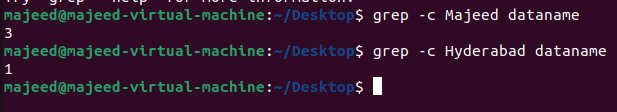 Try 'grep --help' for more information.
majeed@majeed-virtual-machine:~/Desktop$ grep -c Majeed dataname
3
majeed@majeed-virtual-machine:~/Desktop$ grep -c Hyderabad dataname
1
majeed@majeed-virtual-machine:~/Desktop$